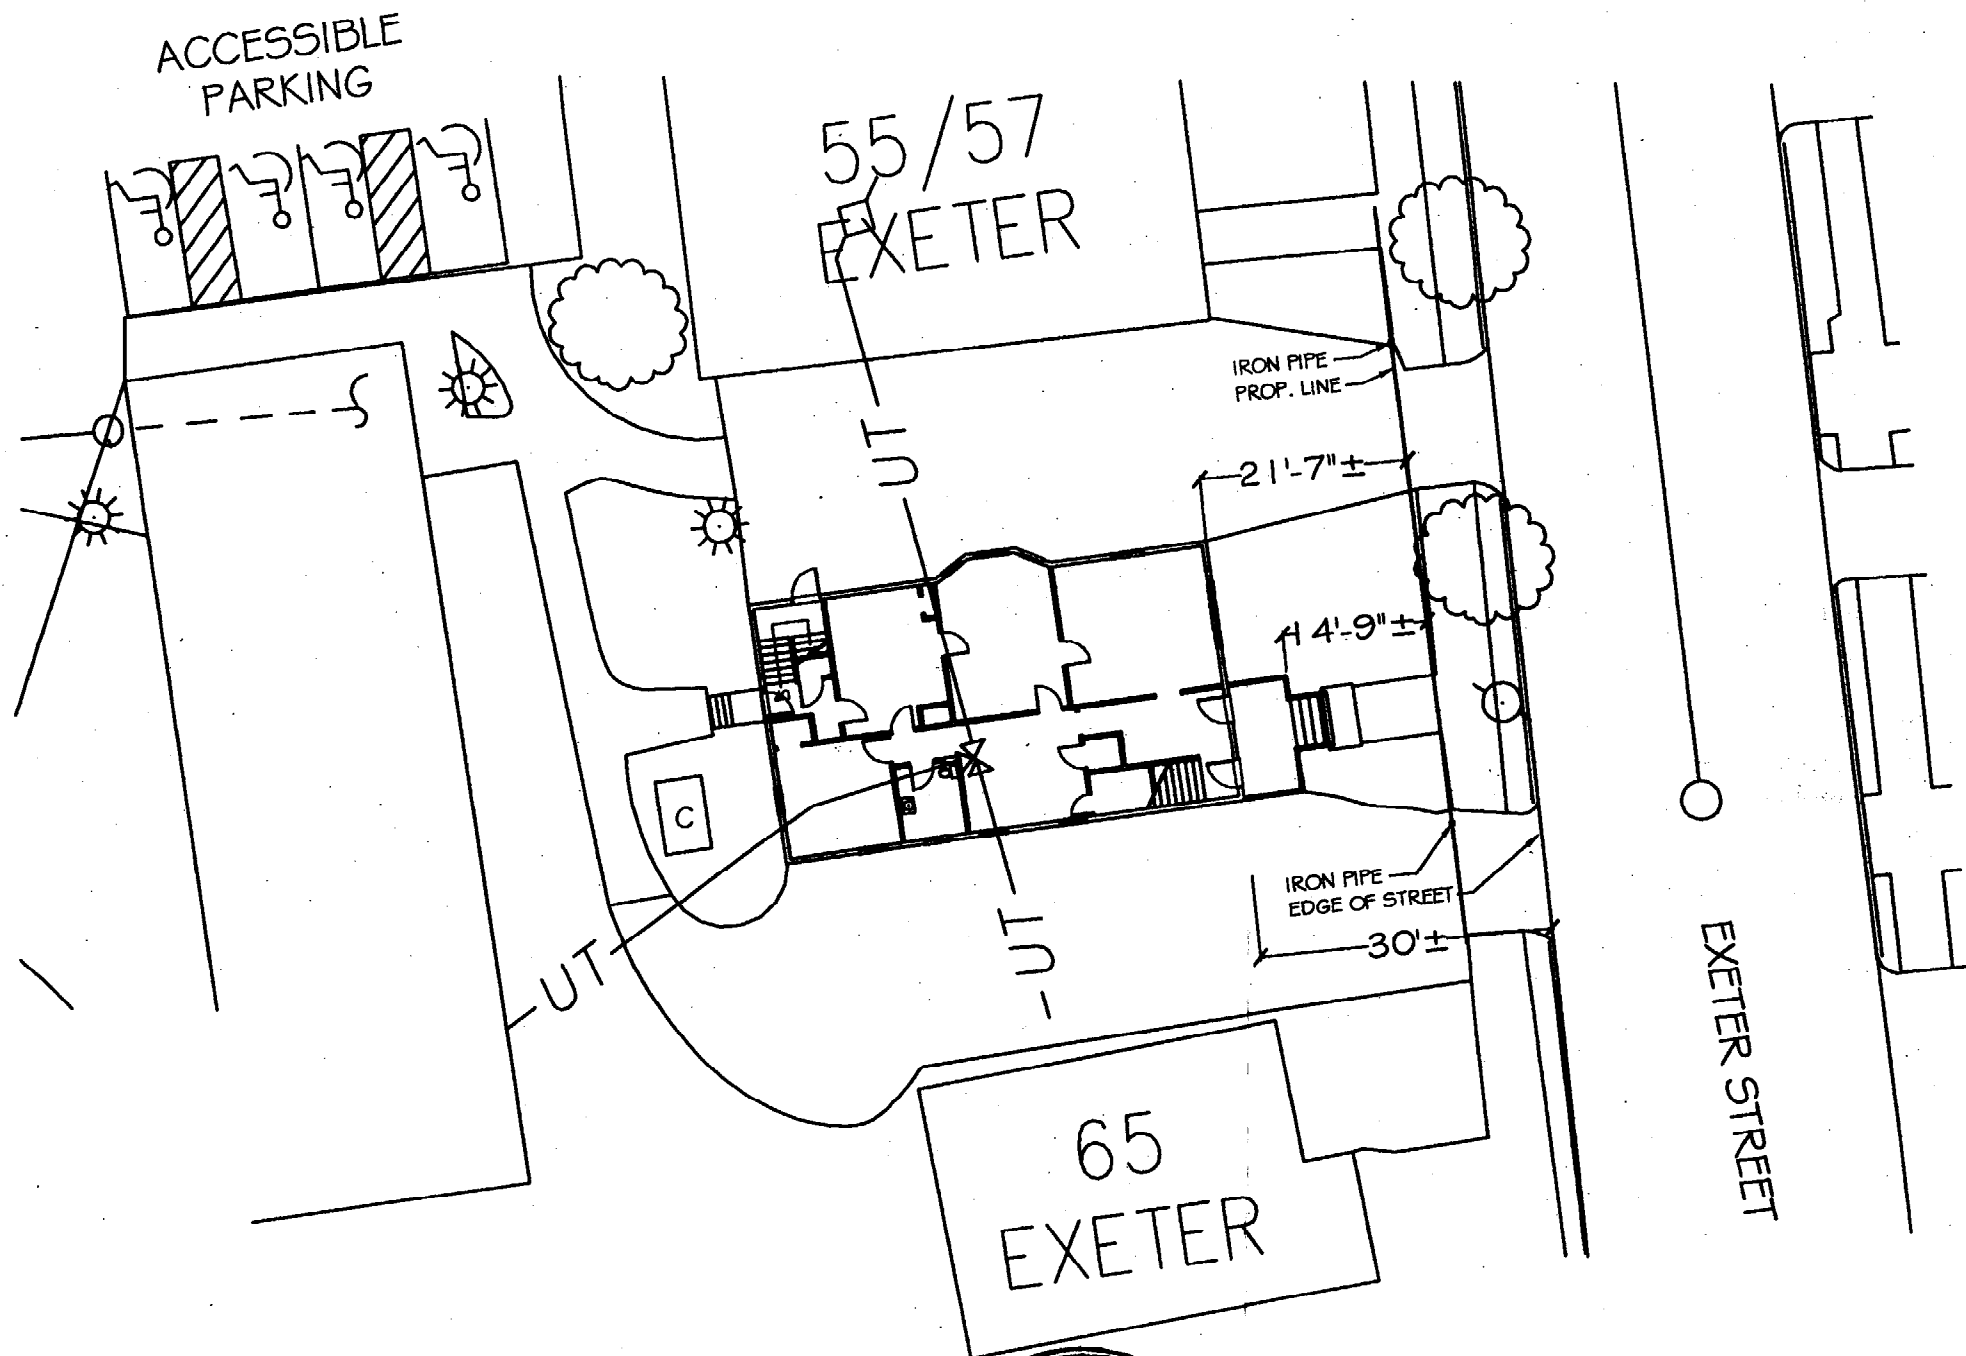 ACCESSIBLE
PARKING
55/57
EXETER
IRON PIPE
PROP. LINE
UT
21'-7"±
14'-9"±
C
IRON PIPE
EDGE OF STREET
30'±
UT
UT
EXETER STREET
65
EXETER